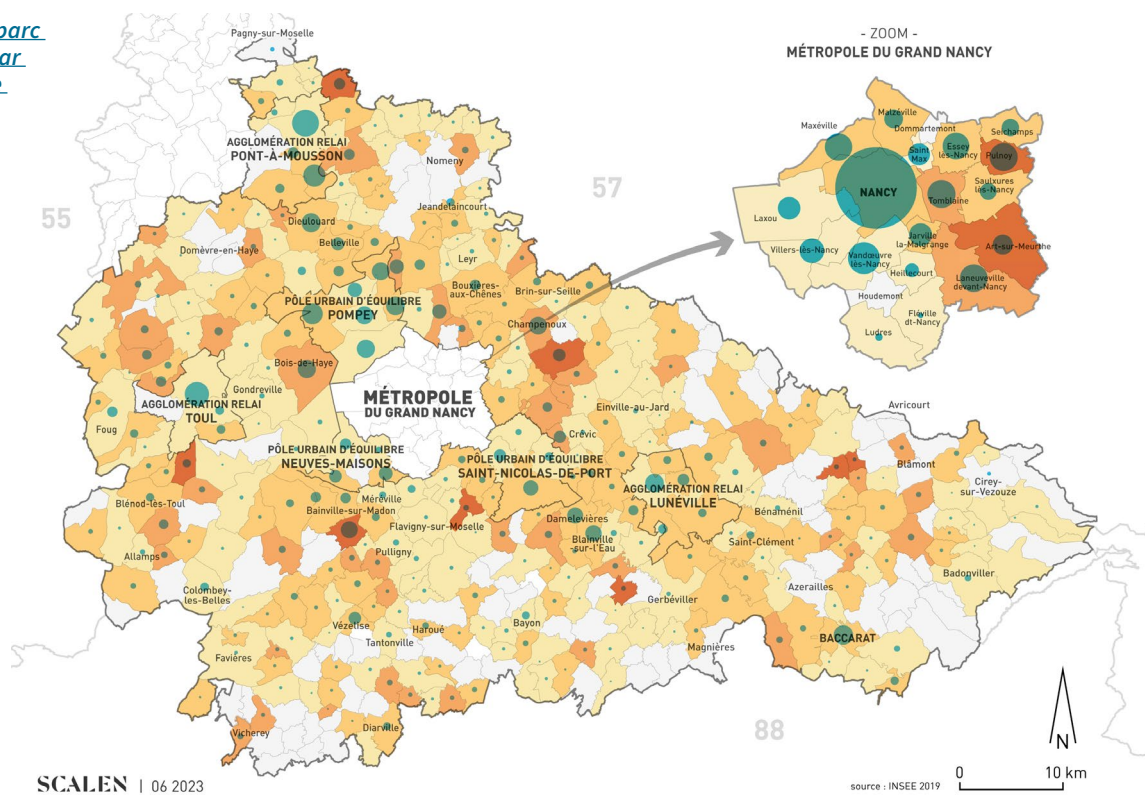 parc
ar
- ZOOM -
MÉTROPOLE DU GRAND NANCY
Pagny-sur-Moselle
AGGLOMÉRATION RELAI
PONT-À-MOUSSON
Nomeny
57
55
Jeandelaincourt
Dieulouard
Belleville
Domèvre-en-Haye
Leyr
Bouxières-
aux-Chênes
Brin-sur-Seille
PÔLE URBAIN D'ÉQUILIBRE
POMPEY
Champenoux
Bois-de-Haye
Gondreville
MÉTROPOLE
DU GRAND NANCY
AGGLOMÉRATION RELAI
TOUL
Foug
Einville-au-Jard
Crévic
Avricourt
PÔLE URBAIN D'ÉQUILIBRE
NEUVES-MAISONS
PÔLE URBAIN D'ÉQUILIBRE
SAINT-NICOLAS-DE-PORT
Blâmont
Cirey-
sur-Vezouze
AGGLOMÉRATION RELAI
LUNÉVILLE
Blénod-lès-Toul
Méréville
Bainville-sur-Madon
Flavigny-sur-Moselle
Damelevières
Bénaménil
Blainville
-sur-l'Eau
Saint-Clément
Pulligny
Allamps
Badonviller
Azerailles
Colombey-
les-Belles
Gerbéviller
Vézelise
Haroué
Bayon
Tantonville
BACCARAT
Magnières
Favières
Diarville
Vicherey
88
Maxéville
Malzéville
Dommartemont
Seichamps
Saint
Max
Essey
lès-Nancy
Pulnoy
NANCY
Tomblaine
Saulxures
lès-Nancy
Laxou
Jarville
la-Malgrange
Art-sur-Meurthe
Villers-lès-Nancy
Vandœuvre
lès-Nancy
Heillecourt
Laneuveville
devant-Nancy
Houdemont
Fléville
dt-Nancy
Ludres
N
0 10 km
source : INSEE 2019
SCALEN | 06 2023